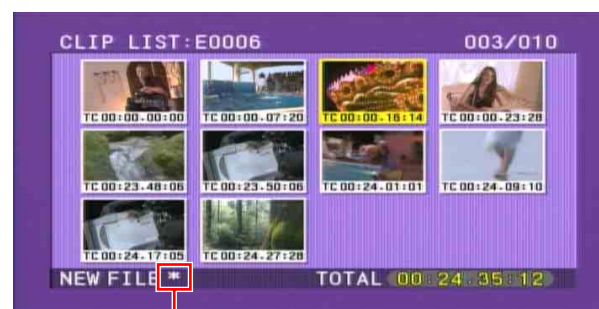 CLIP LIST:E0006 003/010
TC 00:00.00:00 TC 00:00.07:20 TC 00:00.16:14 TC 00:00.23:28
TC 00:23.48:06 TC 00:23.50:06 TC 00:24.01:01 TC 00:24.09:10
TC 00:24.17:05 TC 00:24.27:28
NEW FILE * TOTAL 00:24.35:12